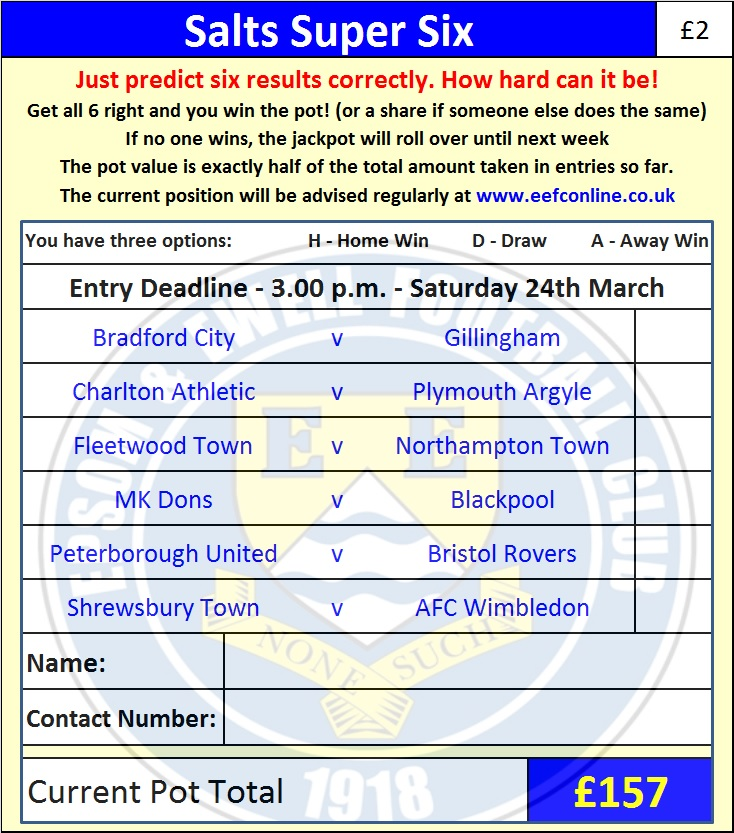 Salts Super Six £2
Just predict six results correctly. How hard can it be!
Get all 6 right and you win the pot! (or a share if someone else does the same)
If no one wins, the jackpot will roll over until next week
The pot value is exactly half of the total amount taken in entries so far.
The current position will be advised regularly at www.eefconline.co.uk
You have three options: H - Home Win D - Draw A - Away Win
Entry Deadline - 3.00 p.m. - Saturday 24th March
Bradford City v Gillingham
Charlton Athletic v Plymouth Argyle
Fleetwood Town v Northampton Town
MK Dons v Blackpool
Peterborough United v Bristol Rovers
Shrewsbury Town v AFC Wimbledon
Name:
Contact Number:
Current Pot Total £157
EPSOM & EWELL FOOTBALL CLUB
E E
NONE SUCH
1918